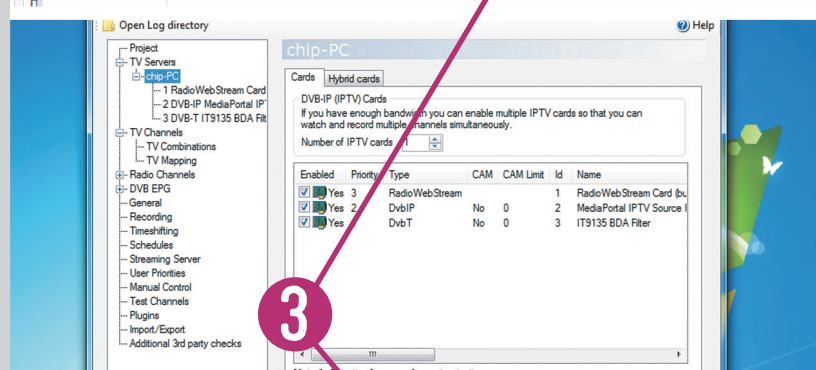 Open Log directory
Help
Project
TV Servers
chip-PC
1 RadioWebStream Card
2 DVB-IP MediaPortal IPT
3 DVB-T IT9135 BDA Filt
TV Channels
TV Combinations
TV Mapping
Radio Channels
DVB EPG
General
Recording
Timeshifting
Schedules
Streaming Server
User Priorities
Manual Control
Test Channels
Plugins
Import/Export
Additional 3rd party checks
chip-PC
Cards Hybrid cards
DVB-IP (IPTV) Cards
If you have enough bandwidth you can enable multiple IPTV cards so that you can
watch and record multiple channels simultaneously.
Number of IPTV cards 1
Enabled Priority Type CAM CAM Limit Id Name
Yes 3 RadioWebStream 1 RadioWebStream Card (bu
Yes 2 DvbIP No 0 2 MediaPortal IPTV Source
Yes DvbT No 0 3 IT9135 BDA Filter
3